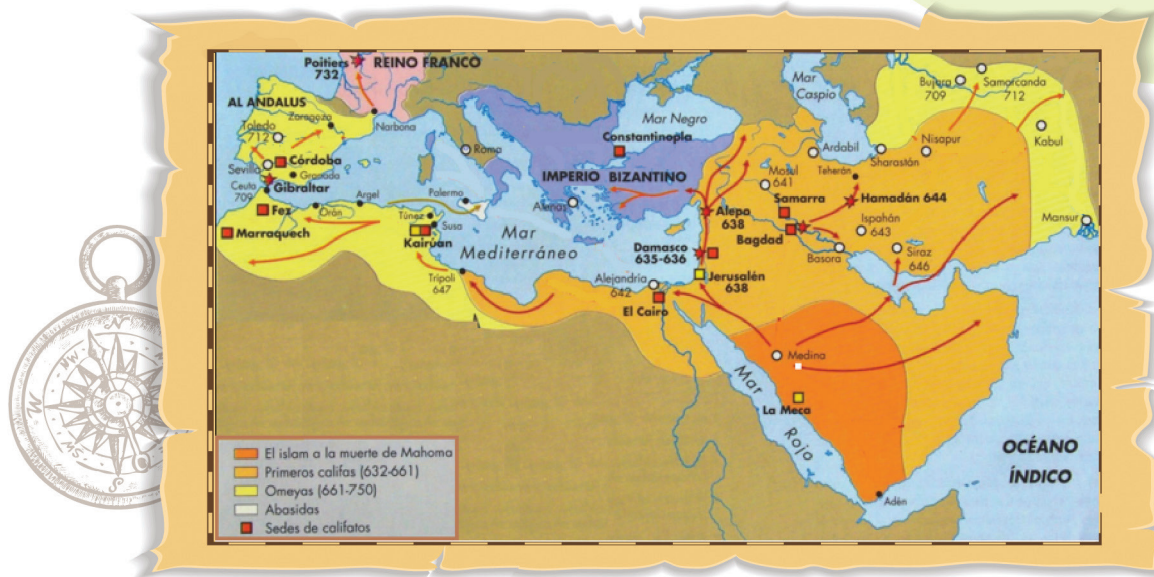 Poitiers
732
REINO FRANCO
AL ANDALUS
Zaragoza
Toledo
712
Narbona
Sevilla
Córdoba
Granada
Ceuta
709
Gibraltar
Fez
Marraquech
Orán
Argel
Túnez
Susa
Kairúan
Palermo
Roma
Trípoli
647
Mar
Mediterráneo
Mar Negro
Constantinopla
IMPERIO BIZANTINO
Atenas
Alejandría
642
El Cairo
Damasco
635-636
Jerusalén
638
Alepo
638
Mar
Caspio
Ardabil
Mosul
641
Samarra
Bagdad
Teherán
Hamadán 644
Ispahán
643
Basora
Siraz
646
Sharastán
Nisapur
Bujara
709
Samarcanda
712
Kabul
Mansur
Medina
La Meca
Mar
Rojo
Adén
OCÉANO
ÍNDICO
El islam a la muerte de Mahoma
Primeros califas (632-661)
Omeyas (661-750)
Abasidas
Sedes de califatos
N
NW
W